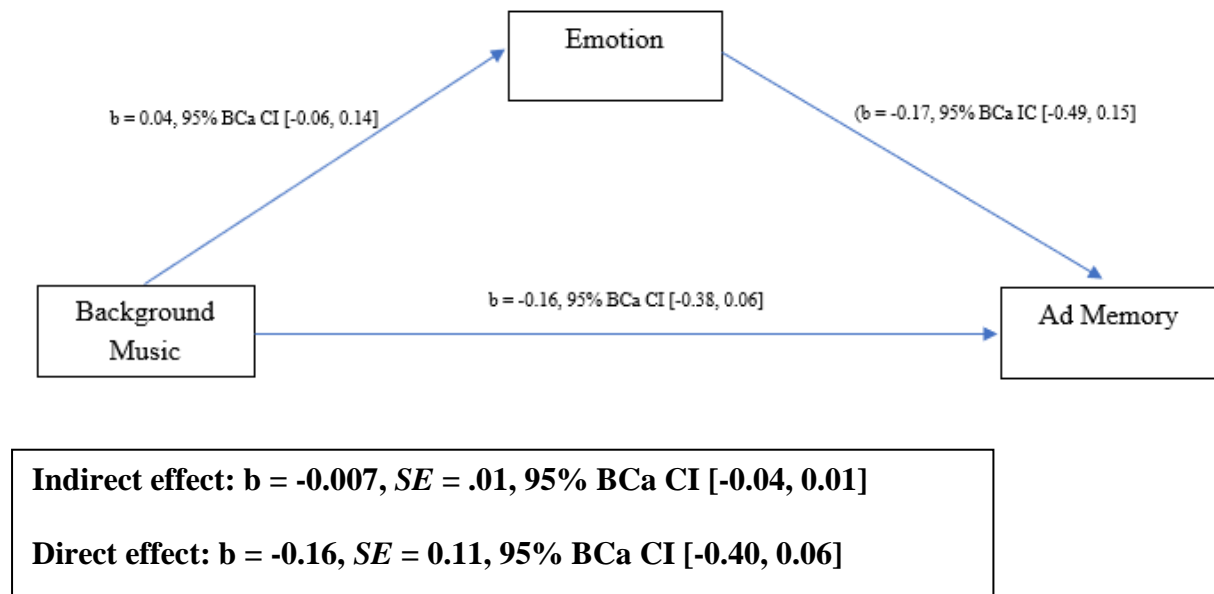 Emotion
b = 0.04, 95% BCa CI [-0.06, 0.14]
(b = -0.17, 95% BCa IC [-0.49, 0.15]
b = -0.16, 95% BCa CI [-0.38, 0.06]
Background
Music
Ad Memory
Indirect effect: b = -0.007, SE = .01, 95% BCa CI [-0.04, 0.01]
Direct effect: b = -0.16, SE = 0.11, 95% BCa CI [-0.40, 0.06]